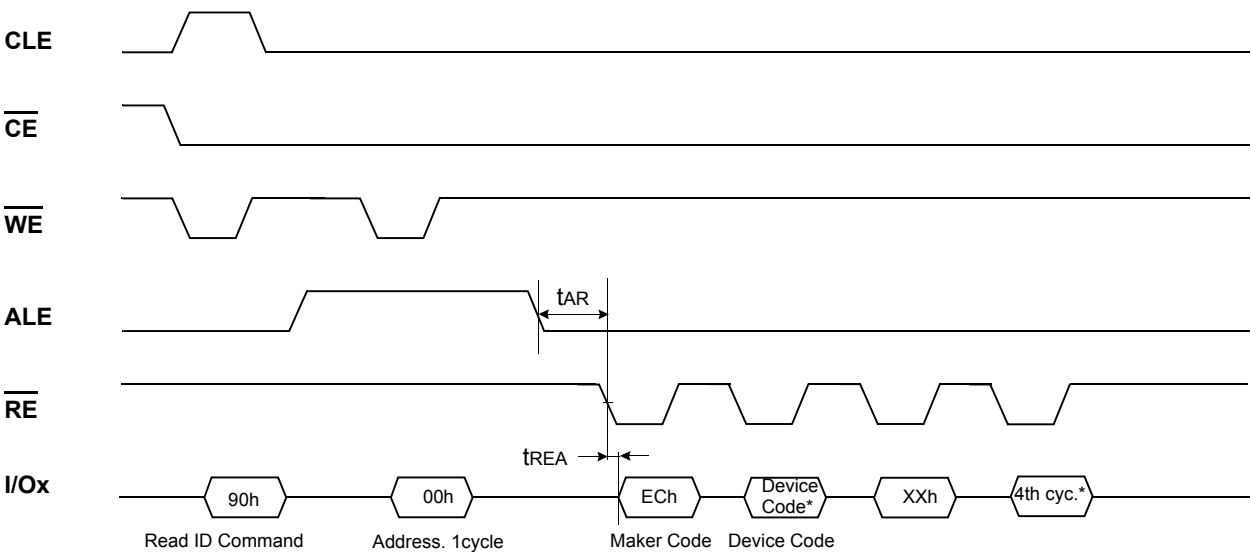 CLE
CE
WE
ALE
tAR
RE
tREA
I/Ox
90h
00h
ECh
Device
Code*
XXh
4th cyc.*
Read ID Command
Address. 1cycle
Maker Code
Device Code